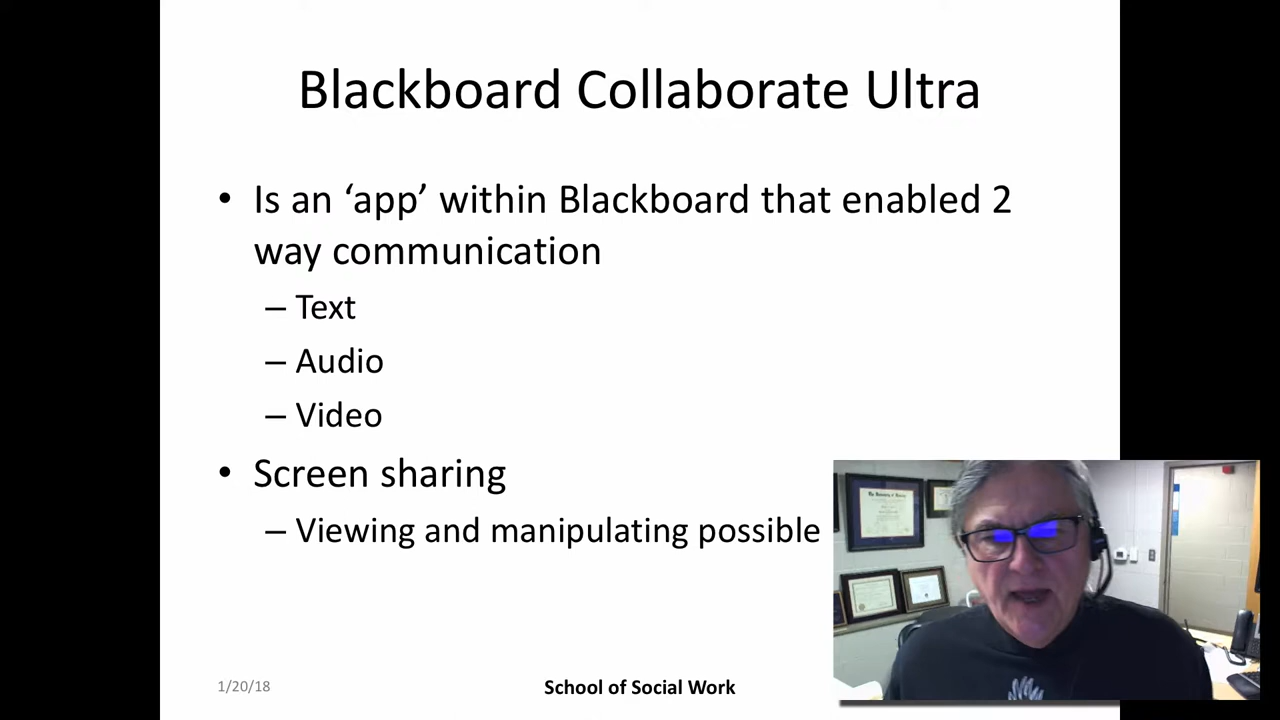 Blackboard Collaborate Ultra
• Is an ‘app’ within Blackboard that enabled 2
way communication
– Text
– Audio
– Video
• Screen sharing
– Viewing and manipulating possible
1/20/18
School of Social Work